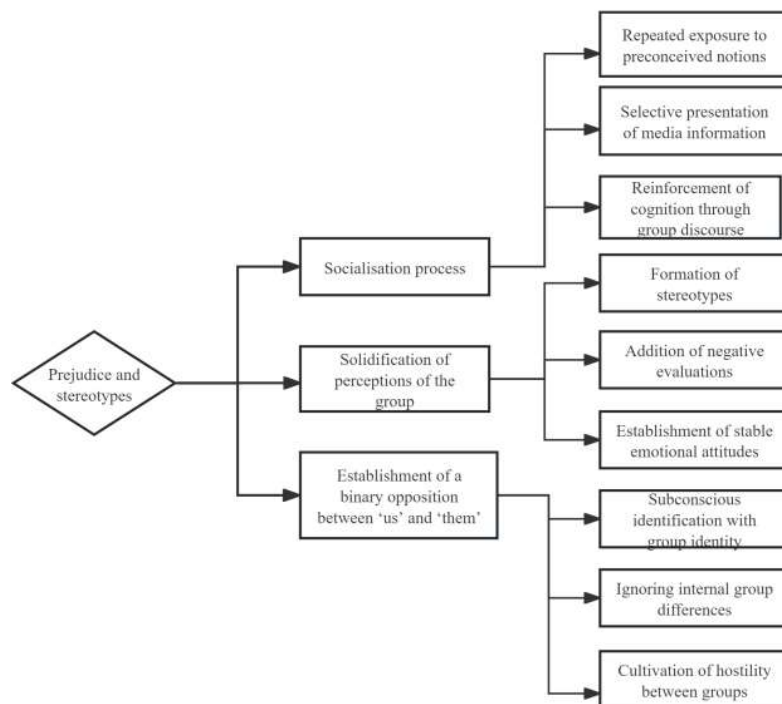 Repeated exposure to
preconceived notions
Selective presentation
of media information
Reinforcement of
cognition through
group discourse
Socialisation process
Formation of
stereotypes
Prejudice and
stereotypes
Solidification of
perceptions of the
group
Addition of negative
evaluations
Establishment of stable
emotional attitudes
Establishment of a
binary opposition
between ‘us’ and ‘them’
Subconscious
identification with
group identity
Ignoring internal group
differences
Cultivation of hostility
between groups